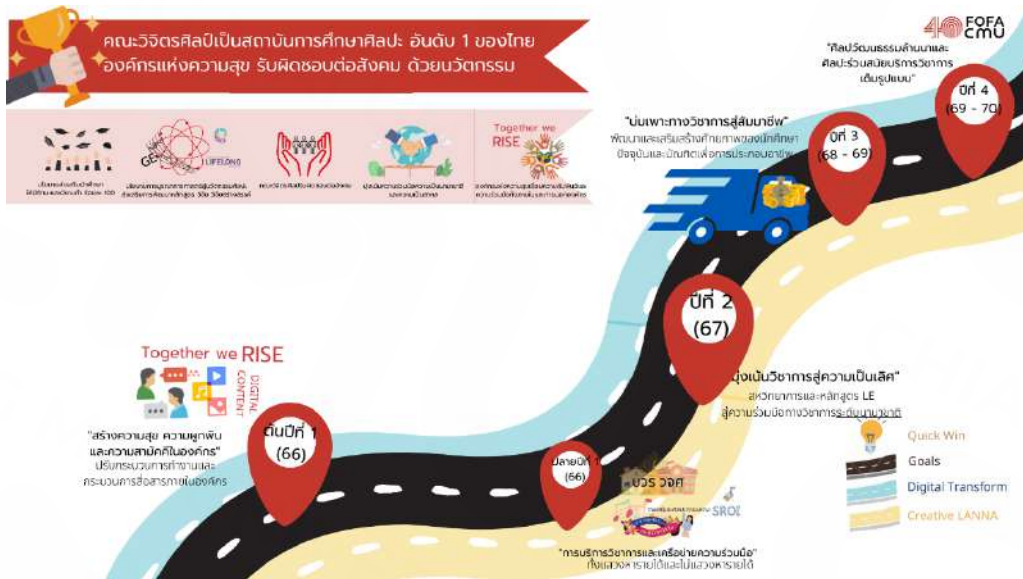 คณะวิจิตรศิลป์เป็นสถาบันการศึกษาศิลปะ อันดับ 1 ของไทย
องค์กรแห่งความสุข รับผิดชอบต่อสังคม ด้วยนวัตกรรม
40 FOFA
CMU
"ศิลปวัฒนธรรมล้านนาและ
ศิลปะร่วมสมัยบริการวิชาการ
เต็มรูปแบบ"
ปีที่ 4
(69 - 70)
LIFELONG
Together we
RISE
"บ่มเพาะทางวิชาการสู่สัมมาชีพ"
พัฒนาและเสริมสร้างศักยภาพของนักศึกษา
ปัจจุบันและบัณฑิตเพื่อการประกอบอาชีพ
ปีที่ 3
(68 - 69)
ปีที่ 2
(67)
มุ่งเน้นวิชาการสู่ความเป็นเลิศ"
สหวิทยาการและหลักสูตร LE
สู่ความร่วมมือทางวิชาการระดับนานาชาติ
Together we RISE
DIGITAL
CONTENT
"สร้างความสุข ความผูกพัน
และความสามัคคีในองค์กร"
ปรับกระบวนการทำงานและ
กระบวนการสื่อสารภายในองค์กร
ต้นปีที่ 1
(66)
ปลายปีที่ 1
(66)
บวร วจศ
SROI
"การบริการวิชาการและเครือข่ายความร่วมมือ"
ทั้งแสวงหารายได้และไม่แสวงหารายได้
Quick Win
Goals
Digital Transform
Creative LANNA